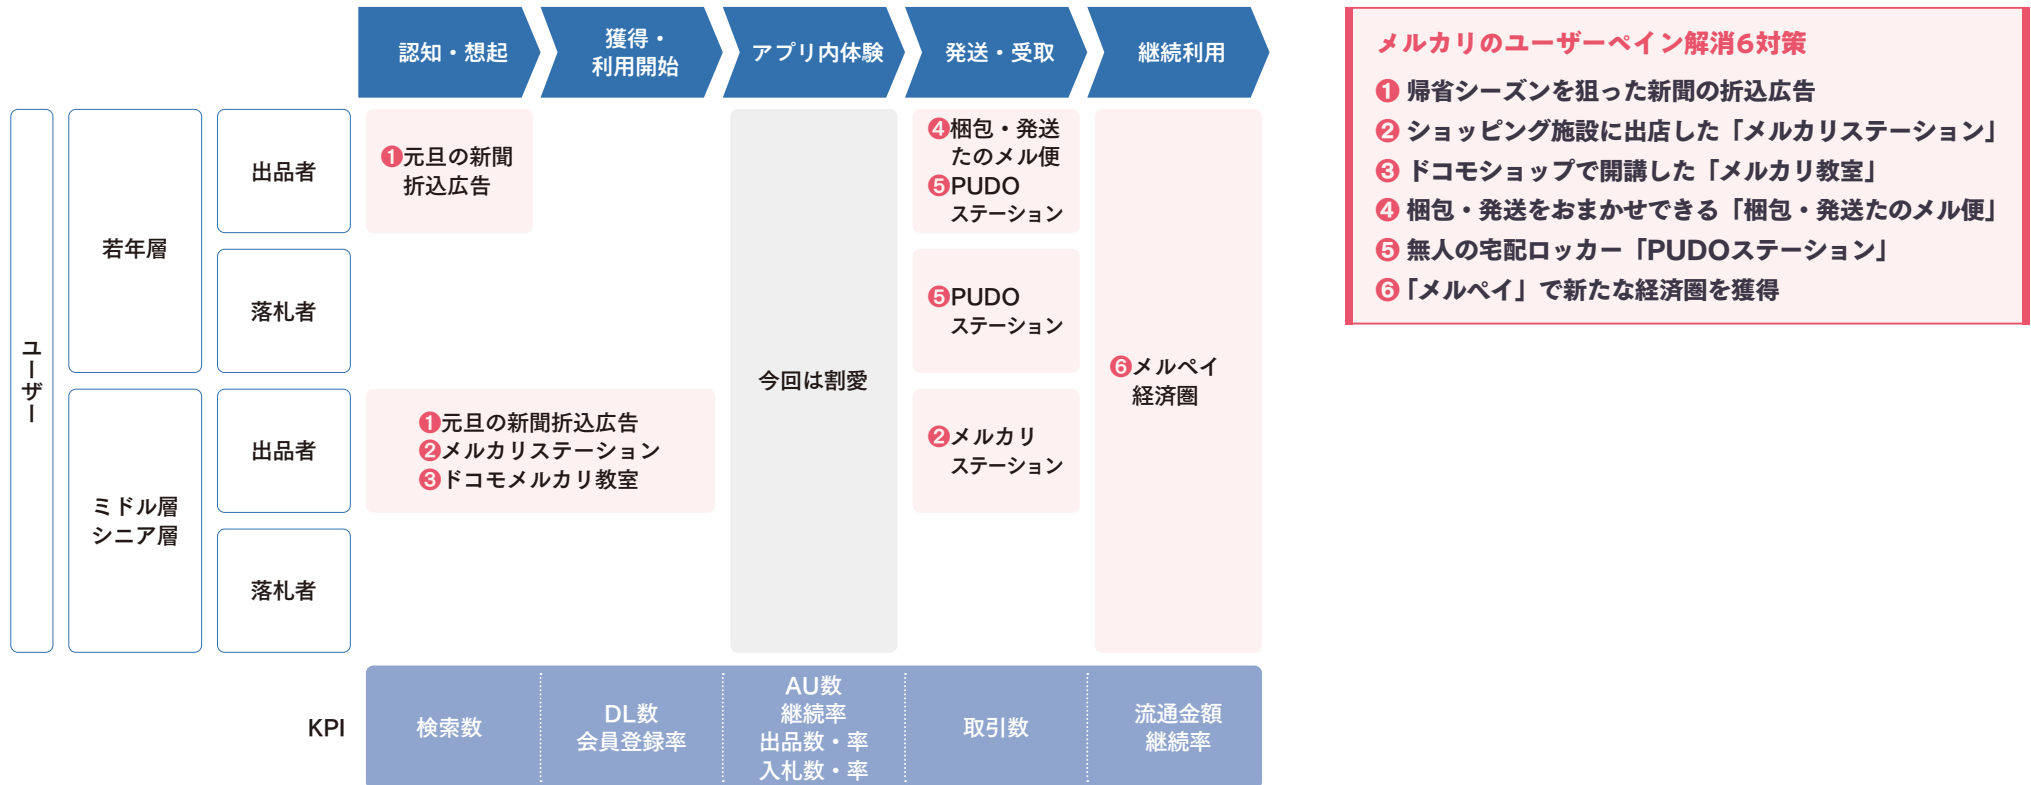 認知・想起
獲得・
利用開始
アプリ内体験
発送・受取
継続利用
ユーザー
若年層
出品者
❶元旦の新聞
折込広告
❹梱包・発送
たのメル便
❺PUDO
ステーション
落札者
❺PUDO
ステーション
ミドル層
シニア層
出品者
❶元旦の新聞折込広告
❷メルカリステーション
❸ドコモメルカリ教室
❷メルカリ
ステーション
落札者
今回は割愛
❻メルペイ
経済圏
KPI
検索数
DL数
会員登録率
AU数
継続率
出品数・率
入札数・率
取引数
流通金額
継続率
メルカリのユーザーペイン解消6対策
❶ 帰省シーズンを狙った新聞の折込広告
❷ ショッピング施設に出店した「メルカリステーション」
❸ ドコモショップで開講した「メルカリ教室」
❹ 梱包・発送をおまかせできる「梱包・発送たのメル便」
❺ 無人の宅配ロッカー「PUDOステーション」
❻「メルペイ」で新たな経済圏を獲得